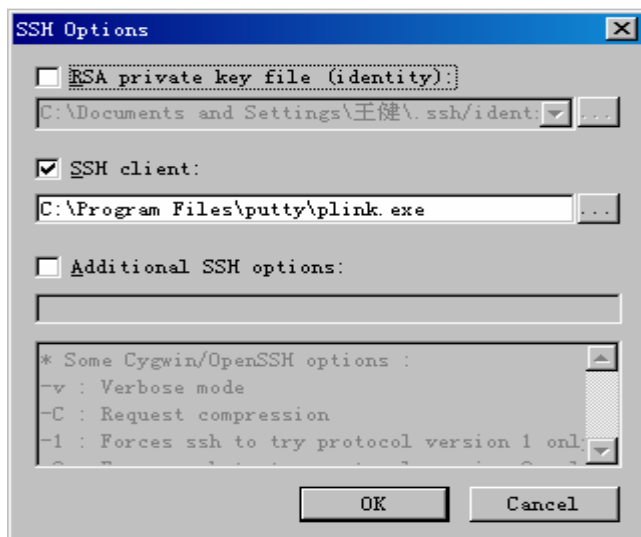 SSH Options
RSA private key file (identity):
C:\Documents and Settings\王健\.ssh/ident
...
SSH client:
C:\Program Files\putty\plink.exe
...
Additional SSH options:
* Some Cygwin/OpenSSH options :
-v : Verbose mode
-C : Request compression
-1 : Forces ssh to try protocol version 1 only
OK
Cancel